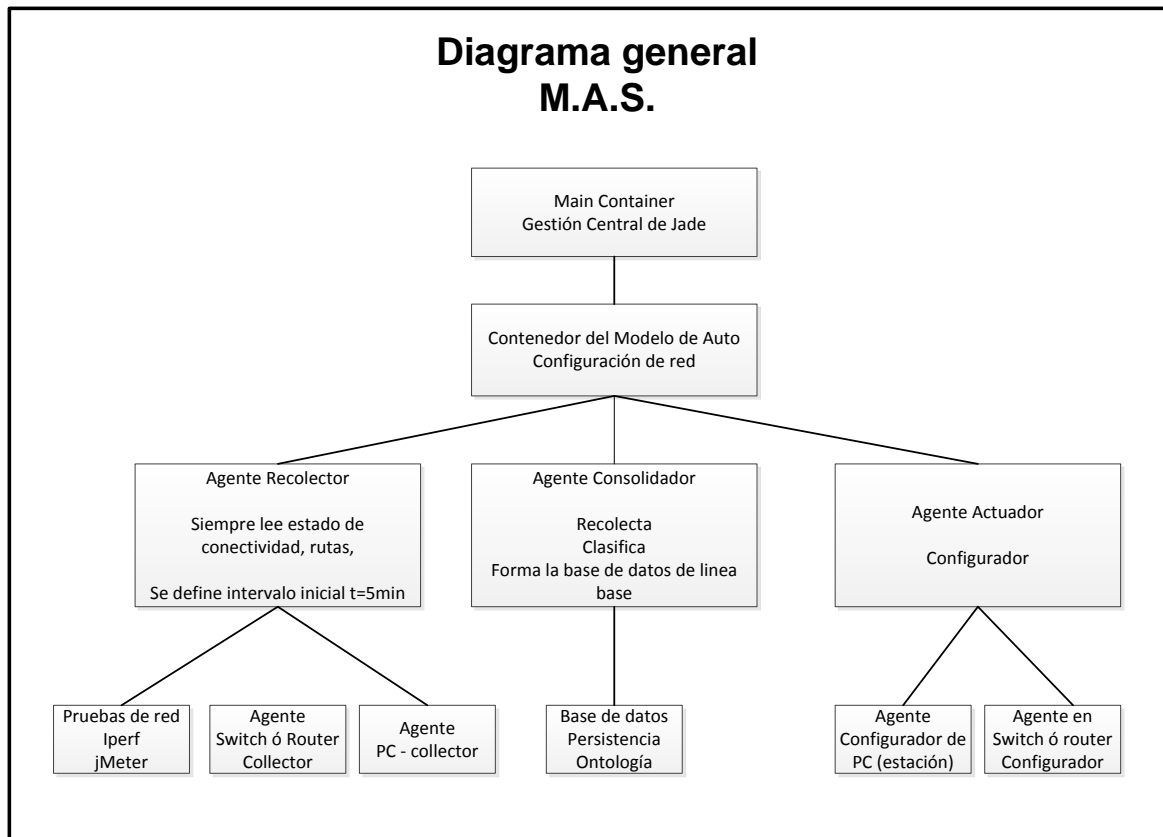 Diagrama general
M.A.S.
Main Container
Gestión Central de Jade
Contenedor del Modelo de Auto
Configuración de red
Agente Recolector
Siempre lee estado de
conectividad, rutas,
Se define intervalo inicial t=5min
Agente Consolidador
Recolecta
Clasifica
Forma la base de datos de linea
base
Agente Actuador
Configurador
Pruebas de red
Iperf
jMeter
Agente
Switch ó Router
Collector
Agente
PC - collector
Base de datos
Persistencia
Ontología
Agente
Configurador de
PC (estación)
Agente en
Switch ó router
Configurador